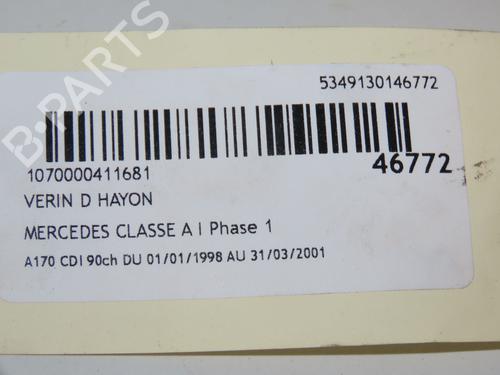 5349130146772
46772
1070000411681
VERIN D HAYON
MERCEDES CLASSE A I Phase 1
A170 CDI 90ch DU 01/01/1998 AU 31/03/2001
B-PARTS